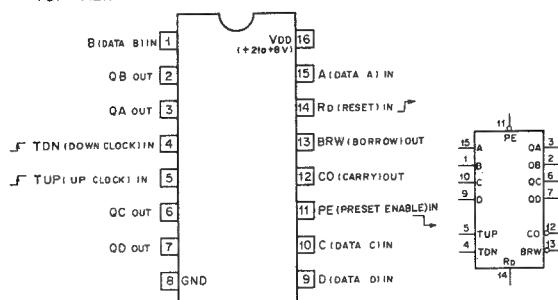 B (DATA B) IN 1
QB OUT 2
QA OUT 3
TDN (DOWN CLOCK) IN 4
TUP (UP CLOCK) IN 5
QC OUT 6
QD OUT 7
8 GND
VDD 16
(+2to+8V)
15 A (DATA A) IN
14 RD (RESET) IN
13 BRW (BORROW) OUT
12 CO (CARRY) OUT
11 PE (PRESET ENABLE) IN
10 C (DATA C) IN
9 D (DATA D) IN
11
PE
15 A QA 3
1 B QB 2
10 C QC 6
9 D QD 7
5 TUP CO 12
4 TDN BRW 13
RD
14